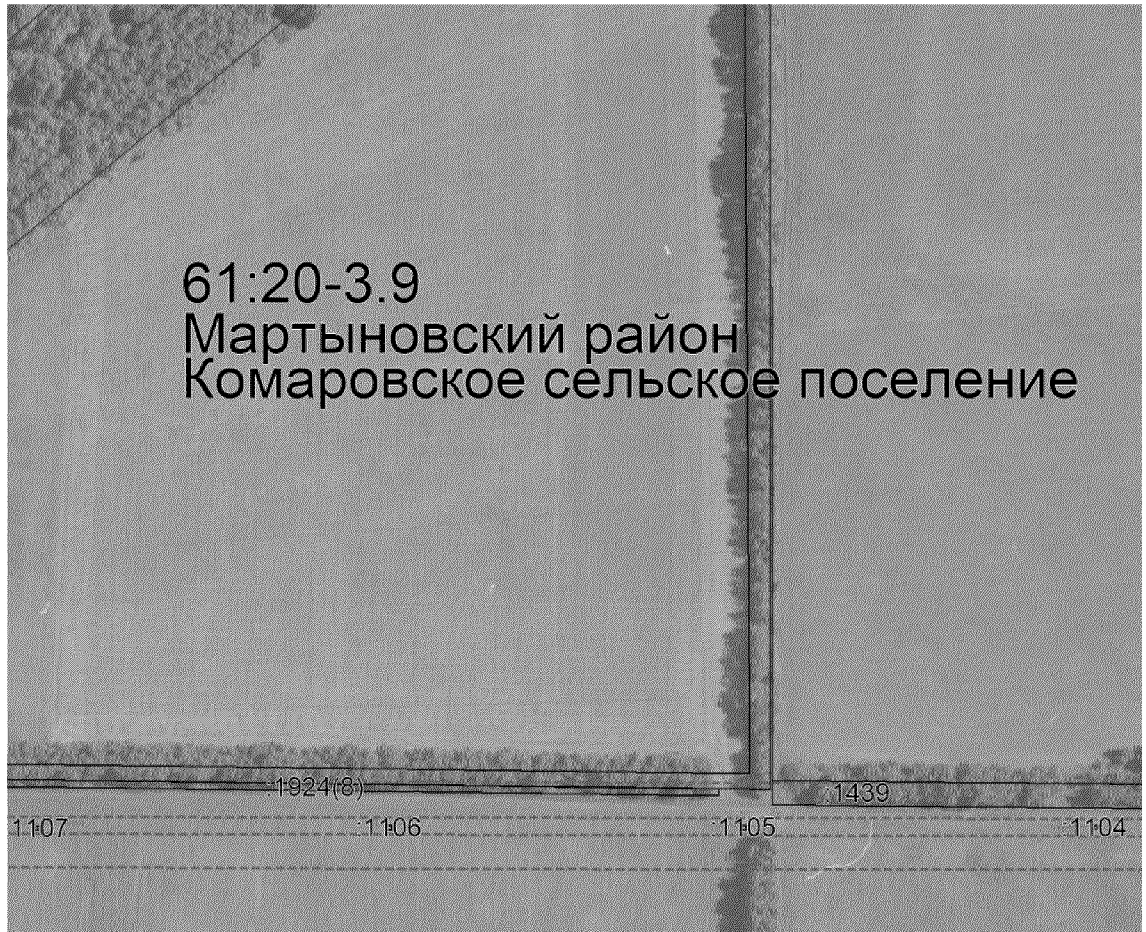 61:20-3.9
Мартыновский район
Комаровское сельское поселение
:1924(8)
:1439
1107 1106 1105 1104